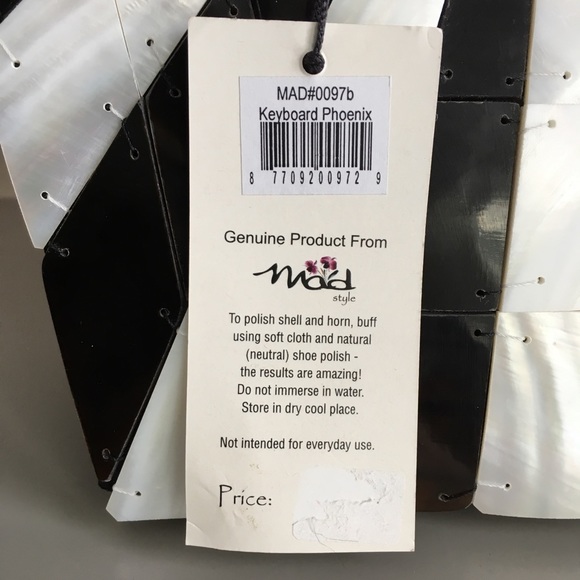 MAD#0097b
Keyboard Phoenix
8 7709200972 9
Genuine Product From
mad
style
To polish shell and horn, buff
using soft cloth and natural
(neutral) shoe polish -
the results are amazing!
Do not immerse in water.
Store in dry cool place.
Not intended for everyday use.
Price: